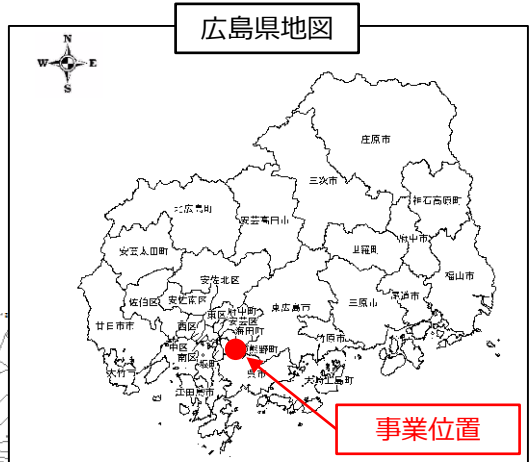 広島県地図
N
W E
S
庄原市
三次市
神石高原町
北広島町
安芸高田市
府中市
世羅町
安芸太田町
福山市
安佐北区
尾道市
三原市
東広島市
佐伯区
安佐南区
府中町
東区
安芸区
廿日市市
西区
海田町
竹原市
中区
熊野町
南区
坂町
大竹市
呉市
大崎上島町
江田島市
事業位置